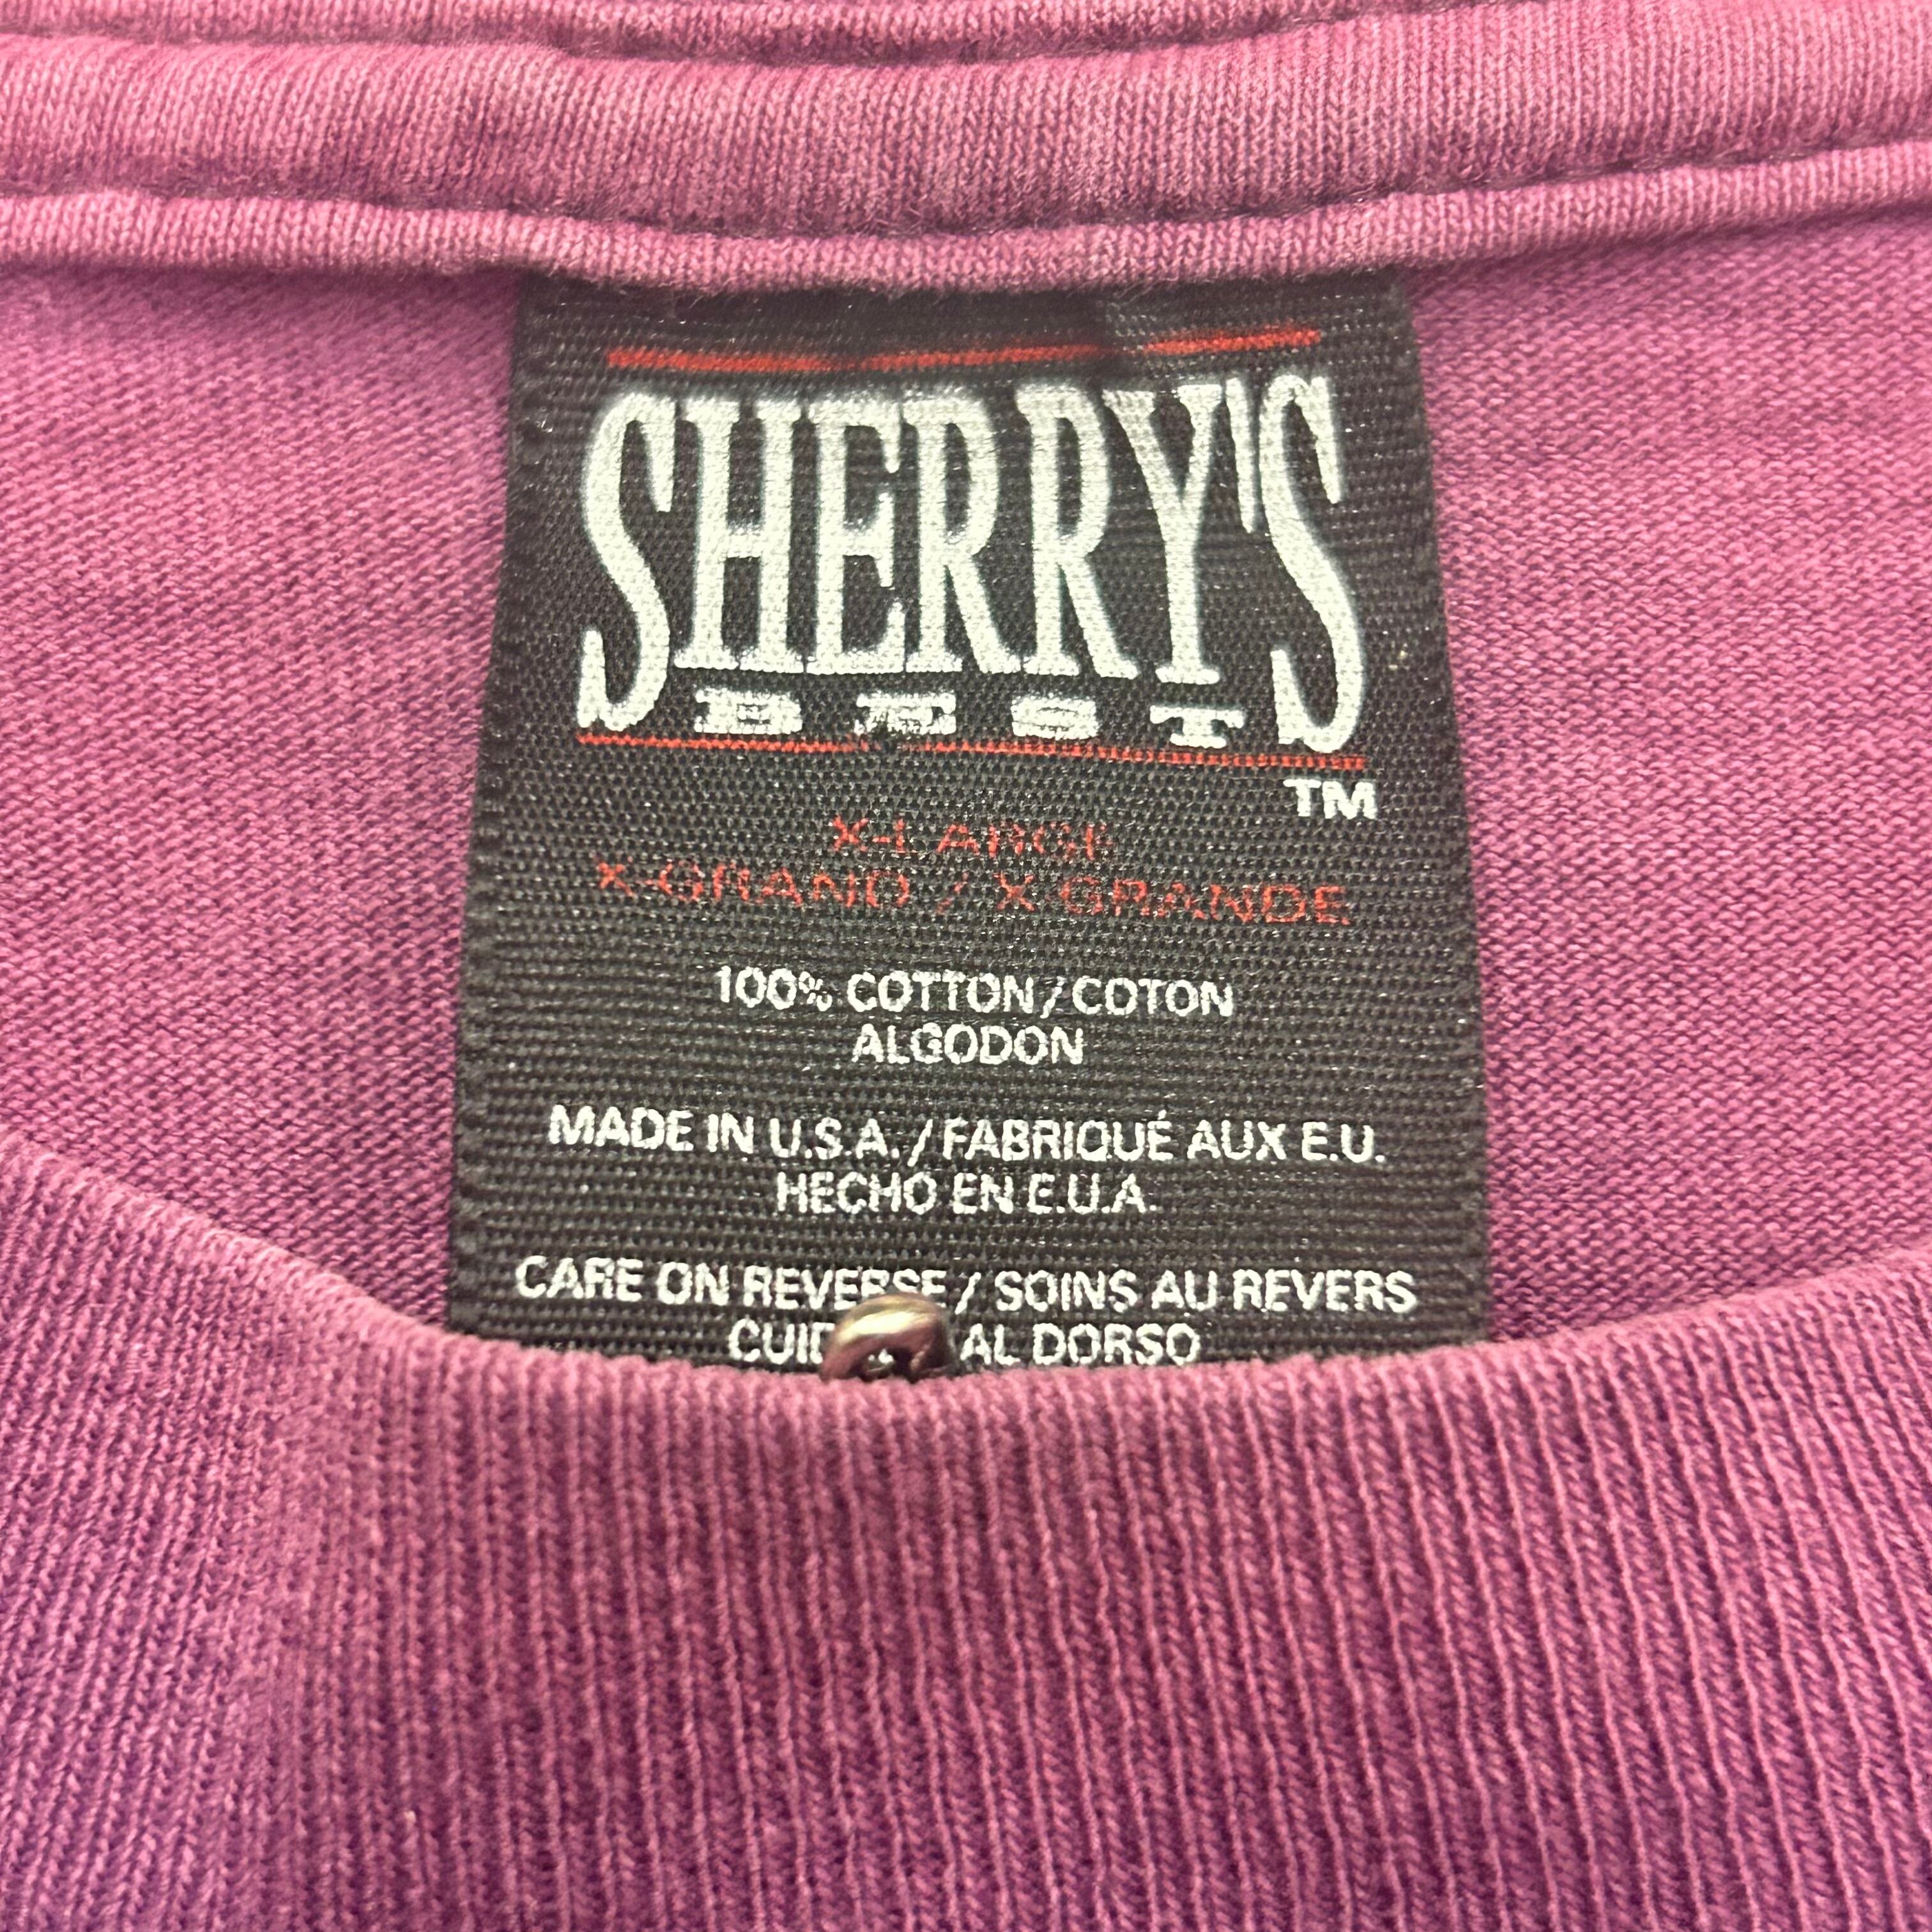 SHERRY'S
BEST
TM
X-LARGE
X-GRAND / X-GRANDE
100% COTTON/COTON
ALGODON
MADE IN U.S.A. / FABRIQUÉ AUX E.U.
HECHO EN E.U.A.
CARE ON REVERSE / SOINS AU REVERS
AL DORSO